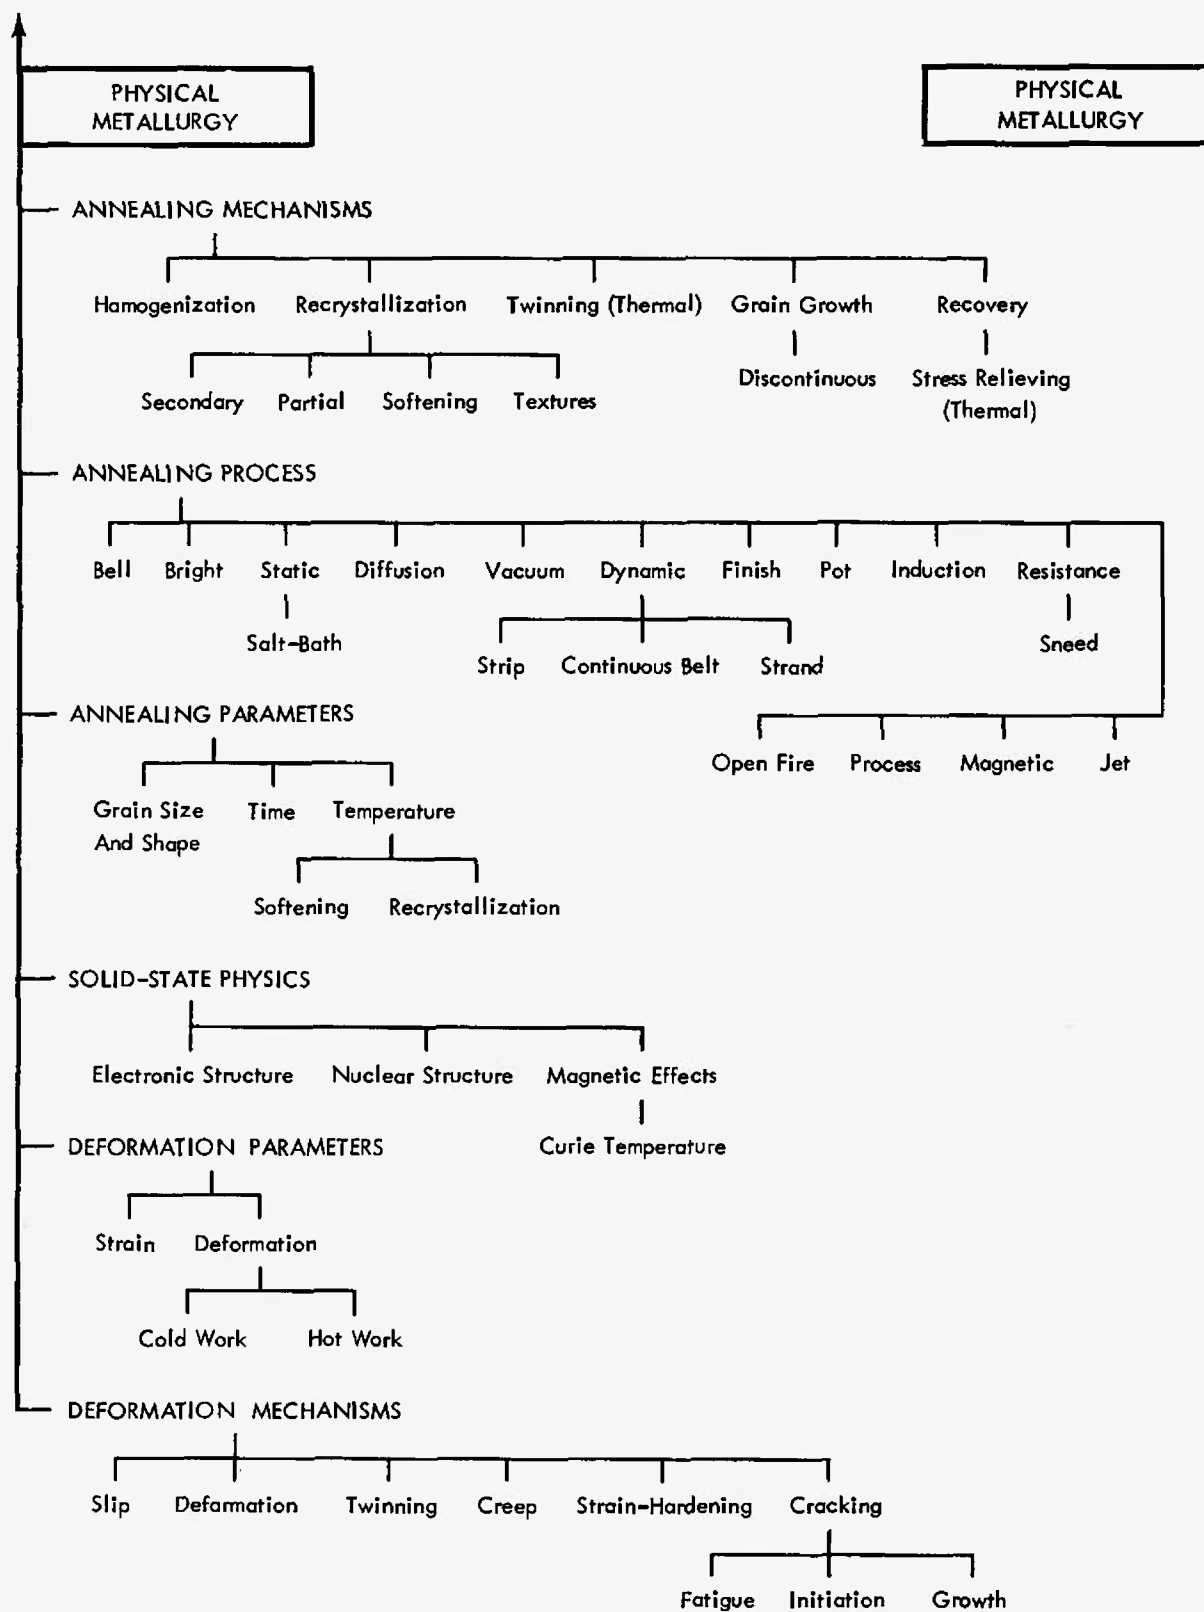 PHYSICAL
METALLURGY
PHYSICAL
METALLURGY
ANNEALING MECHANISMS
Hamogenization Recrystallization Twinning (Thermal) Grain Growth Recovery
Discontinuous Stress Relieving
(Thermal)
Secondary Partial Softening Textures
ANNEALING PROCESS
Bell Bright Static Diffusion Vacuum Dynamic Finish Pot Induction Resistance
Salt-Bath Sneed
Strip Continuous Belt Strand
ANNEALING PARAMETERS
Open Fire Process Magnetic Jet
Grain Size Time Temperature
And Shape
Softening Recrystallization
SOLID-STATE PHYSICS
Electronic Structure Nuclear Structure Magnetic Effects
Curie Temperature
DEFORMATION PARAMETERS
Strain Deformation
Cold Work Hot Work
DEFORMATION MECHANISMS
Slip Defarmation Twinning Creep Strain-Hardening Cracking
Fatigue Initiation Growth